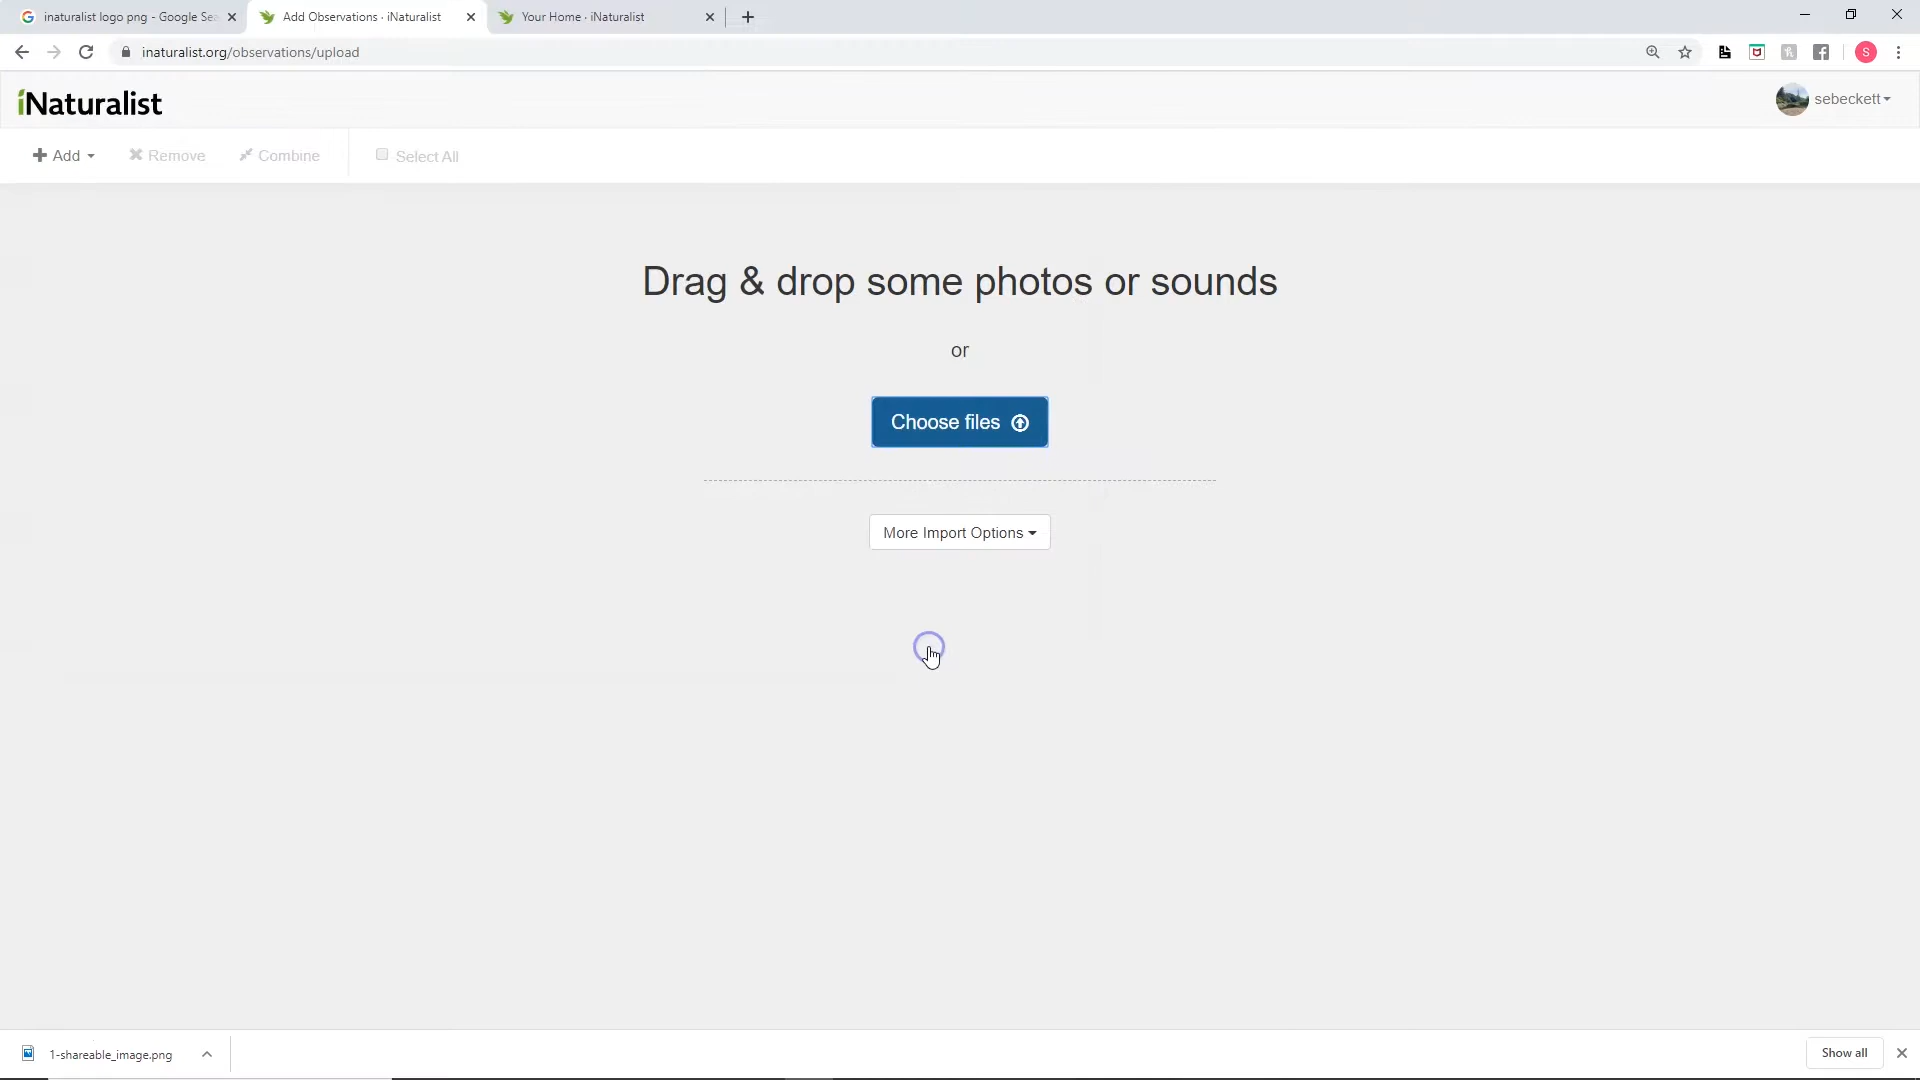 inaturalist logo png - Google Sea
Add Observations · iNaturalist
Your Home · iNaturalist
inaturalist.org/observations/upload
S
iNaturalist
sebeckett
Add
Remove
Combine
Select All
Drag & drop some photos or sounds
or
Choose files
More Import Options
1-shareable_image.png
Show all